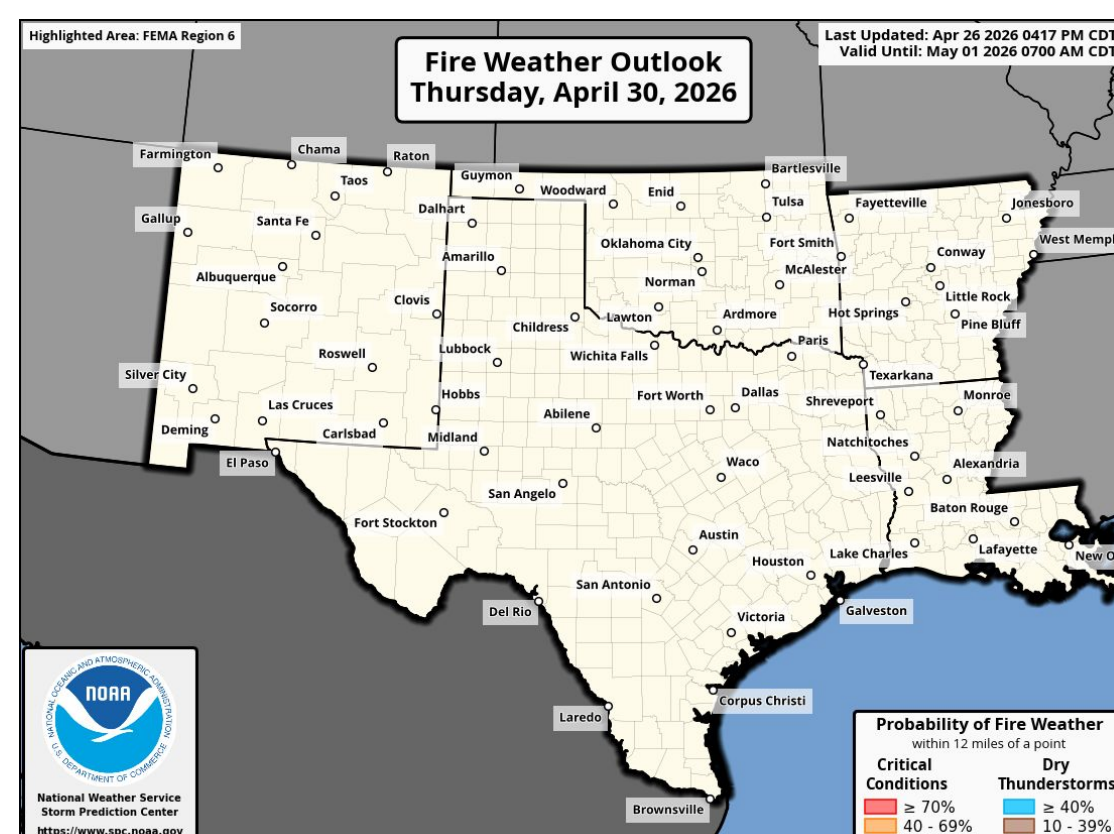 Highlighted Area: FEMA Region 6
Fire Weather Outlook
Thursday, April 30, 2026
Last Updated: Apr 26 2026 0417 PM CDT
Valid Until: May 01 2026 0700 AM CDT
Farmington
Chama
Raton
Taos
Guymon
Woodward
Enid
Bartlesville
Tulsa
Fayetteville
Jonesboro
Gallup
Santa Fe
Dalhart
Oklahoma City
Fort Smith
West Memp
Albuquerque
Amarillo
Norman
McAlester
Conway
Socorro
Clovis
Childress
Lawton
Ardmore
Hot Springs
Little Rock
Pine Bluff
Roswell
Lubbock
Wichita Falls
Paris
Texarkana
Silver City
Las Cruces
Hobbs
Fort Worth
Dallas
Shreveport
Monroe
Deming
Carlsbad
Midland
Abilene
Natchitoches
El Paso
Waco
Leesville
Alexandria
San Angelo
Baton Rouge
Fort Stockton
Austin
Houston
Lake Charles
Lafayette
New O
Del Rio
San Antonio
Galveston
Victoria
Laredo
Corpus Christi
Brownsville
NATIONAL OCEANIC AND ATMOSPHERIC ADMINISTRATION
NOAA
U.S. DEPARTMENT OF COMMERCE
National Weather Service
Storm Prediction Center
https://www.spc.noaa.gov
Probability of Fire Weather
within 12 miles of a point
Critical
Conditions
≥ 70%
40 - 69%
Dry
Thunderstorms
≥ 40%
10 - 39%